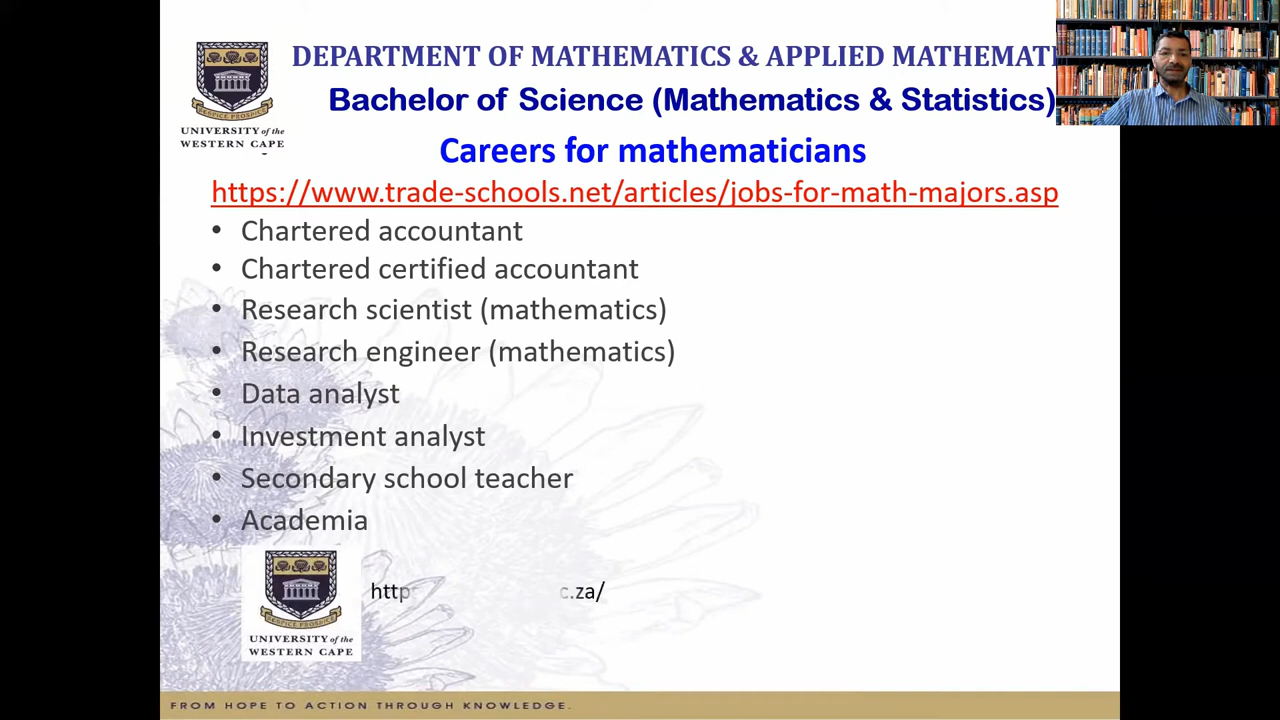 DEPARTMENT OF MATHEMATICS & APPLIED MATHEMATI
Bachelor of Science (Mathematics & Statistics)
UNIVERSITY of the
WESTERN CAPE
Careers for mathematicians
https://www.trade-schools.net/articles/jobs-for-math-majors.asp
• Chartered accountant
• Chartered certified accountant
• Research scientist (mathematics)
• Research engineer (mathematics)
• Data analyst
• Investment analyst
• Secondary school teacher
• Academia
http c.za/
UNIVERSITY of the
WESTERN CAPE
FROM HOPE TO ACTION THROUGH KNOWLEDGE.